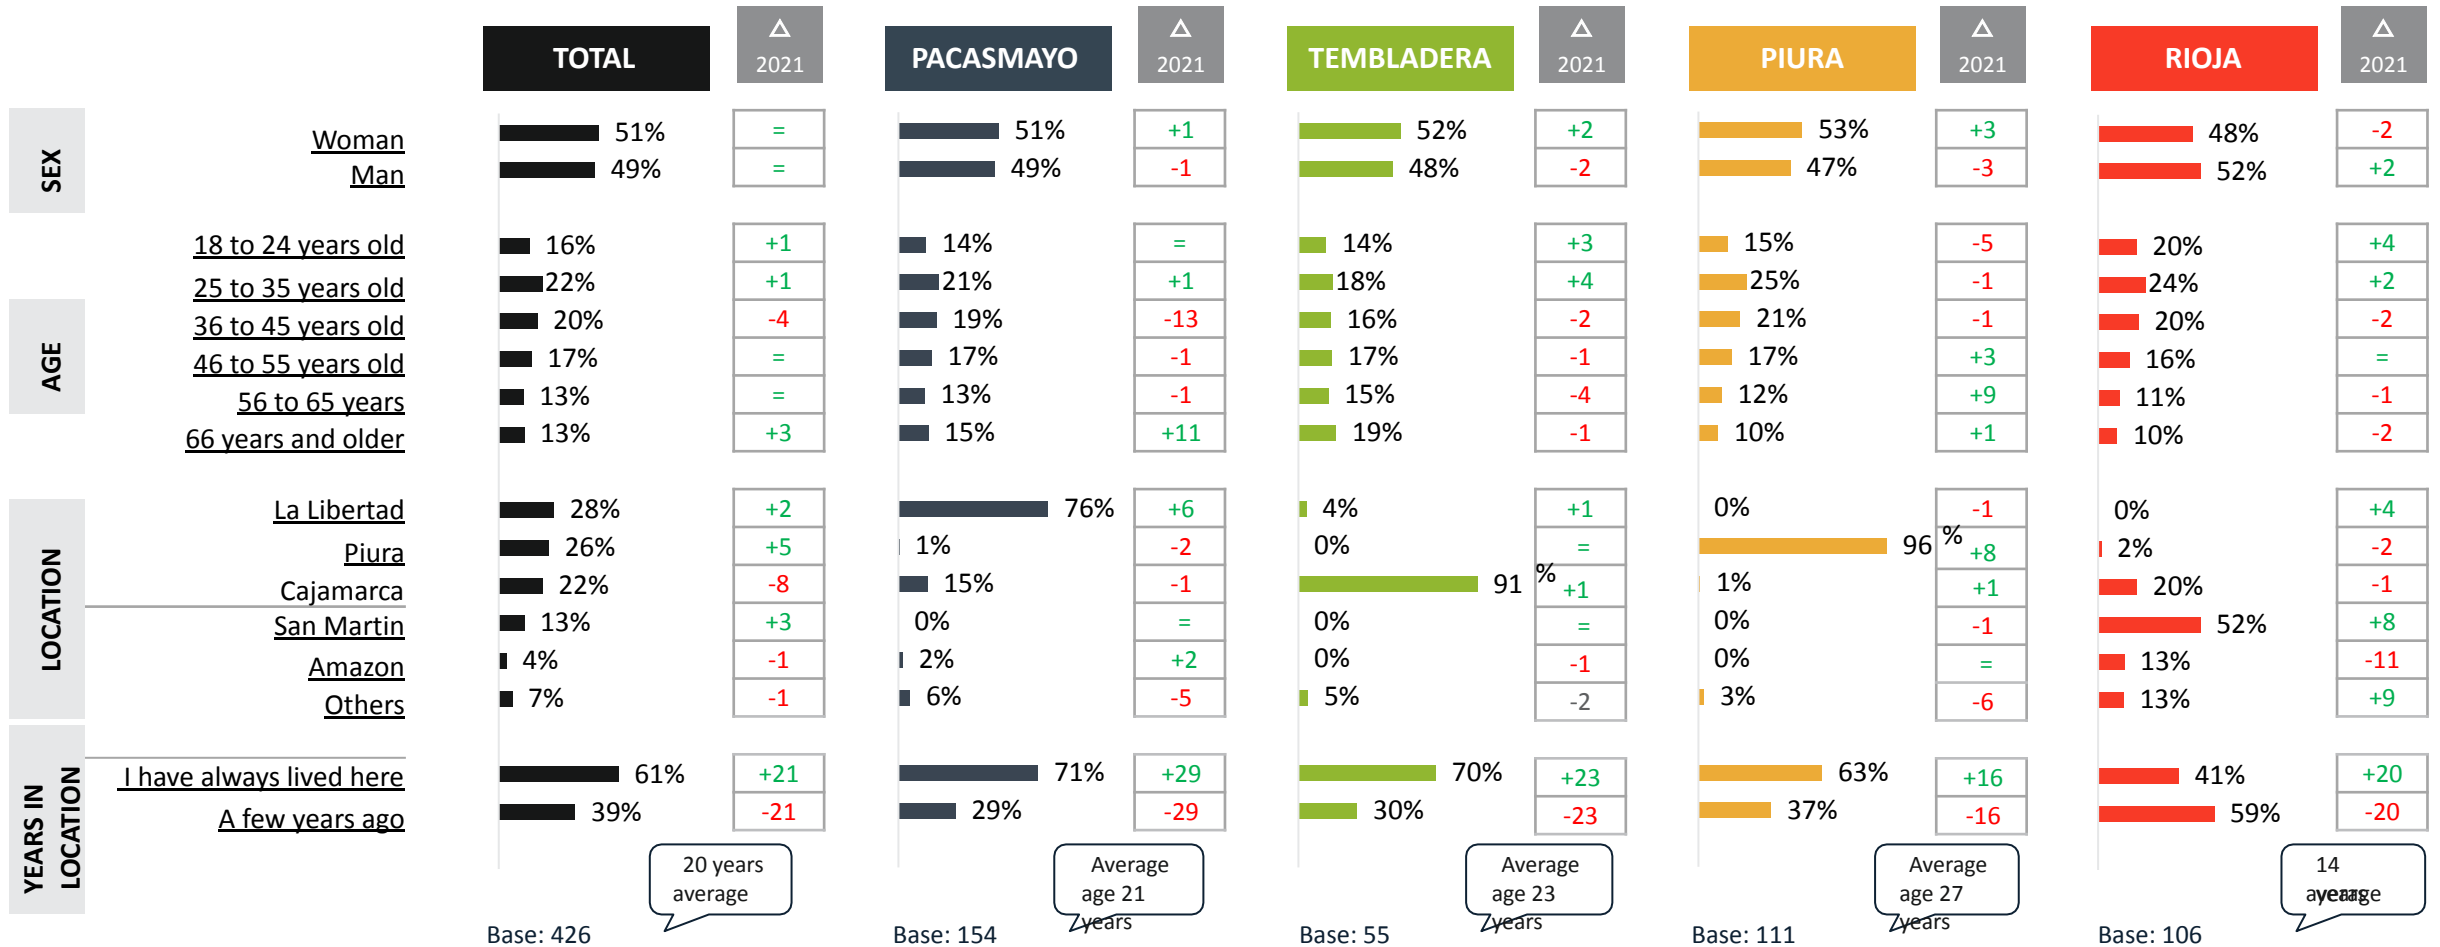 TOTAL △ 2021 PACASMAYO △ 2021 TEMBLADERA △ 2021 PIURA △ 2021 RIOJA △ 2021
SEX
Woman 51% = 51% +1 52% +2 53% +3 48% -2
Man 49% = 49% -1 48% -2 47% -3 52% +2
AGE
18 to 24 years old 16% +1 14% = 14% +3 15% -5 20% +4
25 to 35 years old 22% +1 21% +1 18% +4 25% -1 24% +2
36 to 45 years old 20% -4 19% -13 16% -2 21% -1 20% -2
46 to 55 years old 17% = 17% -1 17% -1 17% +3 16% =
56 to 65 years 13% = 13% -1 15% -4 12% +9 11% -1
66 years and older 13% +3 15% +11 19% -1 10% +1 10% -2
LOCATION
La Libertad 28% +2 76% +6 4% +1 0% -1 0% +4
Piura 26% +5 1% -2 0% = 96 % +8 2% -2
Cajamarca 22% -8 15% -1 91 % +1 1% +1 20% -1
San Martin 13% +3 0% = 0% = 0% -1 52% +8
Amazon 4% -1 2% +2 0% -1 0% = 13% -11
Others 7% -1 6% -5 5% -2 3% -6 13% +9
YEARS IN
LOCATION
I have always lived here 61% +21 71% +29 70% +23 63% +16 41% +20
A few years ago 39% -21 29% -29 30% -23 37% -16 59% -20
20 years
average
Average
age 21
years
Average
age 23
years
Average
age 27
years
14
years
average
Base: 426 Base: 154 Base: 55 Base: 111 Base: 106